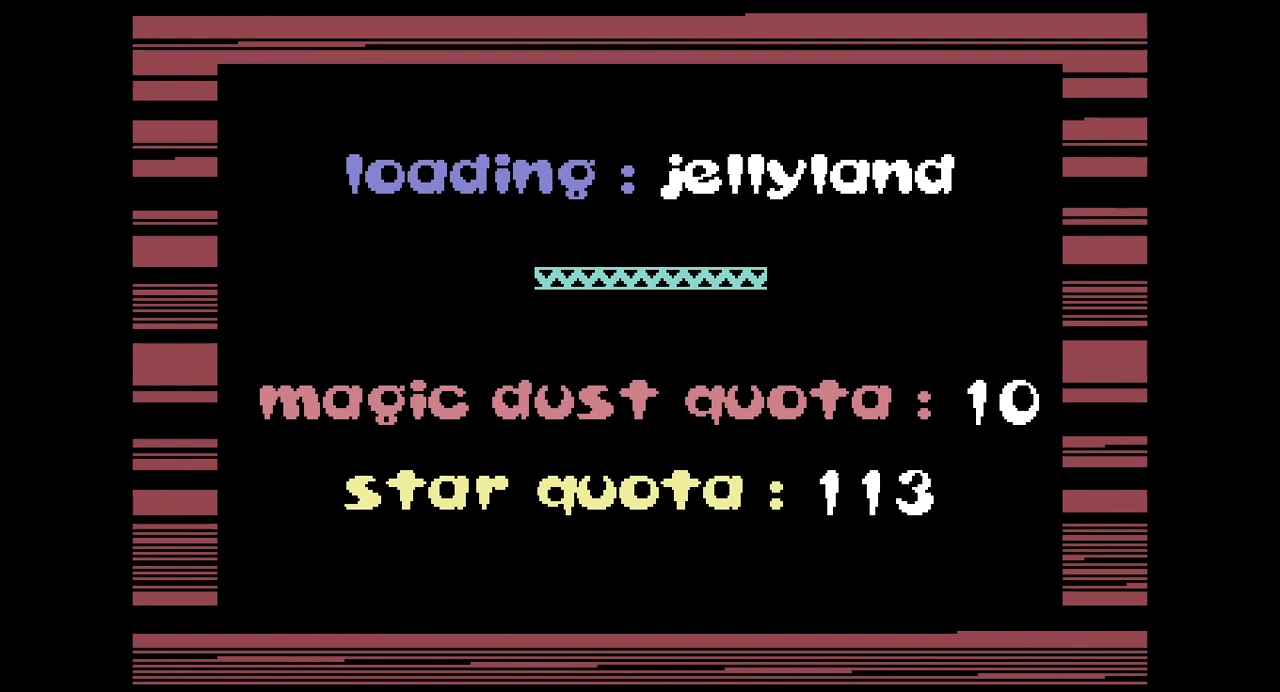 loading : jellyland
magic dust quota : 10
star quota : 113